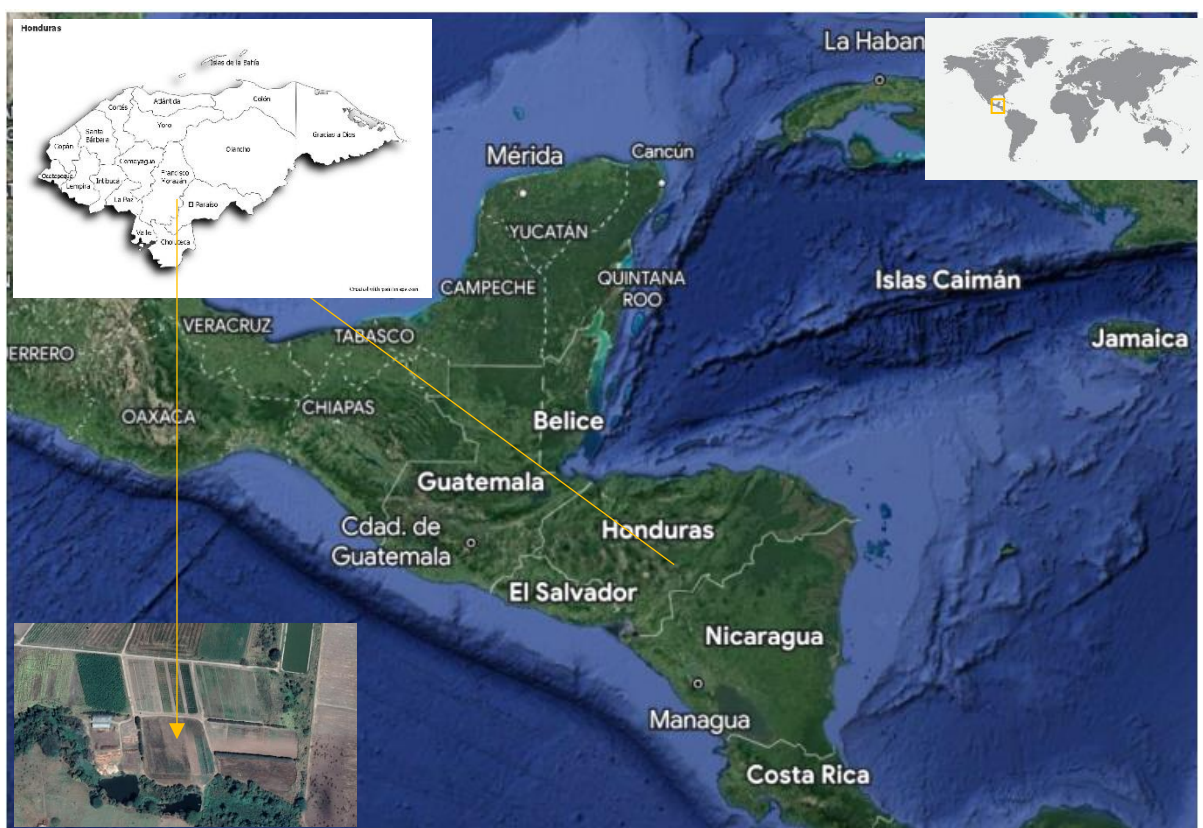 Honduras
Islas de la Bahía
Cortés
Atlántida
Colón
Yoro
Gracias a Dios
Santa
Bárbara
Copán
Olancho
Comayagua
Francisco
Morazán
Ocotepeque
Lempira
Intibucá
La Paz
El Paraíso
Valle
Choluteca
La Haban
Mérida
Cancún
YUCATÁN
CAMPECHE
QUINTANA
ROO
Islas Caimán
VERACRUZ
TABASCO
Jamaica
ERRERO
OAXACA
CHIAPAS
Belice
Guatemala
Cdad. de
Guatemala
Honduras
El Salvador
Nicaragua
Managua
Costa Rica